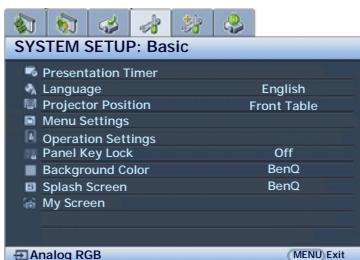 SYSTEM SETUP: Basic
Presentation Timer
Language English
Projector Position Front Table
Menu Settings
Operation Settings
Panel Key Lock Off
Background Color BenQ
Splash Screen BenQ
My Screen
Analog RGB MENU Exit